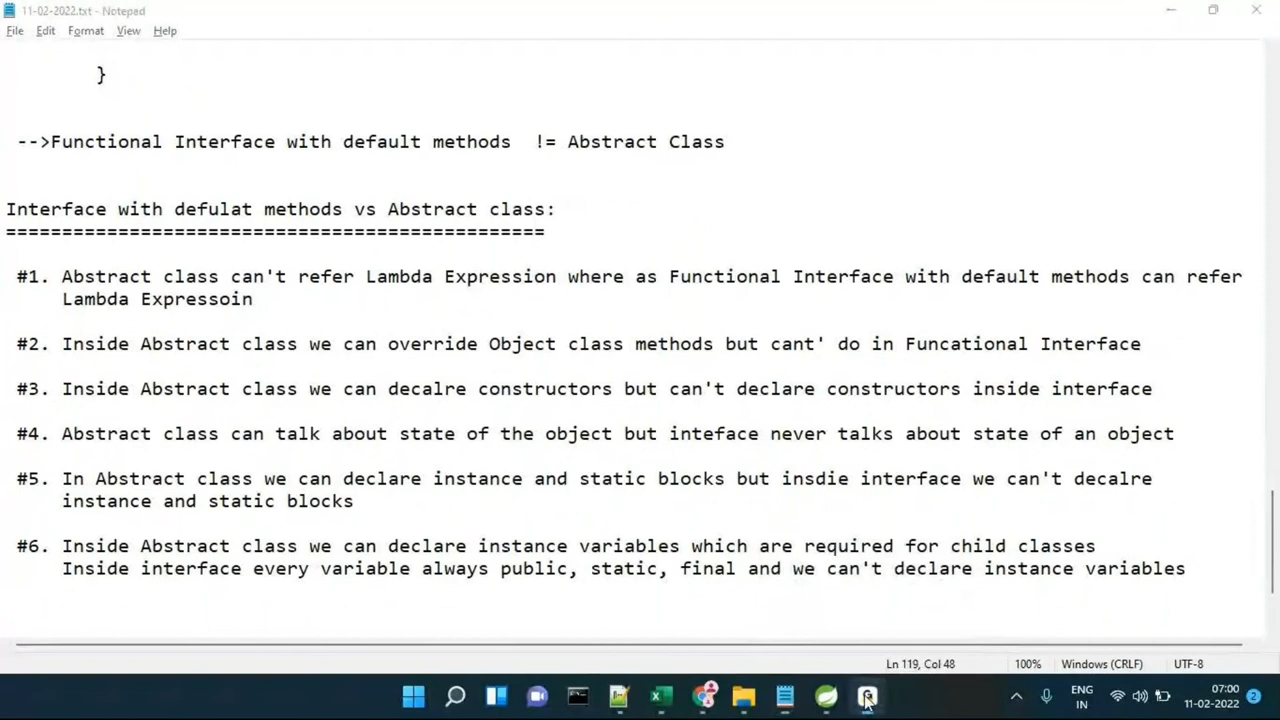 11-02-2022.txt - Notepad
File Edit Format View Help
}
-->Functional Interface with default methods != Abstract Class
Interface with defulat methods vs Abstract class:
================================================
#1. Abstract class can't refer Lambda Expression where as Functional Interface with default methods can refer
Lambda Expressoin
#2. Inside Abstract class we can override Object class methods but cant' do in Funcational Interface
#3. Inside Abstract class we can decalre constructors but can't declare constructors inside interface
#4. Abstract class can talk about state of the object but inteface never talks about state of an object
#5. In Abstract class we can declare instance and static blocks but insdie interface we can't decalre
instance and static blocks
#6. Inside Abstract class we can declare instance variables which are required for child classes
Inside interface every variable always public, static, final and we can't declare instance variables
Ln 119, Col 48 100% Windows (CRLF) UTF-8
ENG 07:00
IN 11-02-2022 2